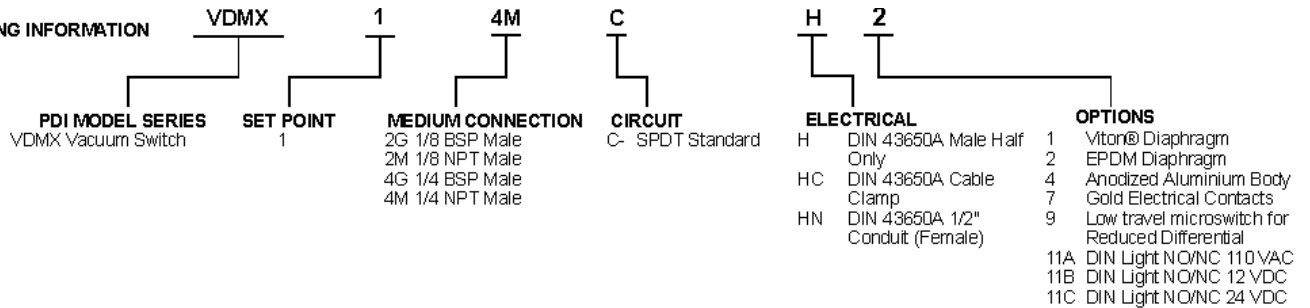 NG INFORMATION VDMX 1 4M C H 2
PDI MODEL SERIES
VDMX Vacuum Switch
SET POINT
1
MEDIUM CONNECTION
2G 1/8 BSP Male
2M 1/8 NPT Male
4G 1/4 BSP Male
4M 1/4 NPT Male
CIRCUIT
C- SPDT Standard
ELECTRICAL
H DIN 43650A Male Half
Only
HC DIN 43650A Cable
Clamp
HN DIN 43650A 1/2"
Conduit (Female)
OPTIONS
1 Viton® Diaphragm
2 EPDM Diaphragm
4 Anodized Aluminium Body
7 Gold Electrical Contacts
9 Low travel microswitch for
Reduced Differential
11A DIN Light NO/NC 110 VAC
11B DIN Light NO/NC 12 VDC
11C DIN Light NO/NC 24 VDC